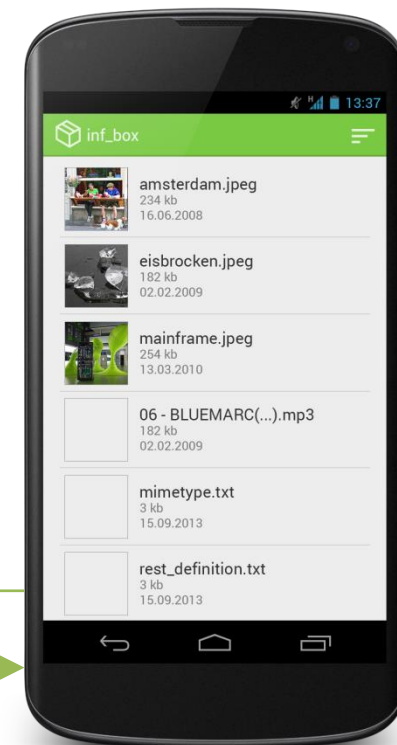 H 13:37
inf_box
amsterdam.jpeg
234 kb
16.06.2008
eisbrocken.jpeg
182 kb
02.02.2009
mainframe.jpeg
254 kb
13.03.2010
06 - BLUEMARC(...).mp3
182 kb
02.02.2009
mimetype.txt
3 kb
15.09.2013
rest_definition.txt
3 kb
15.09.2013